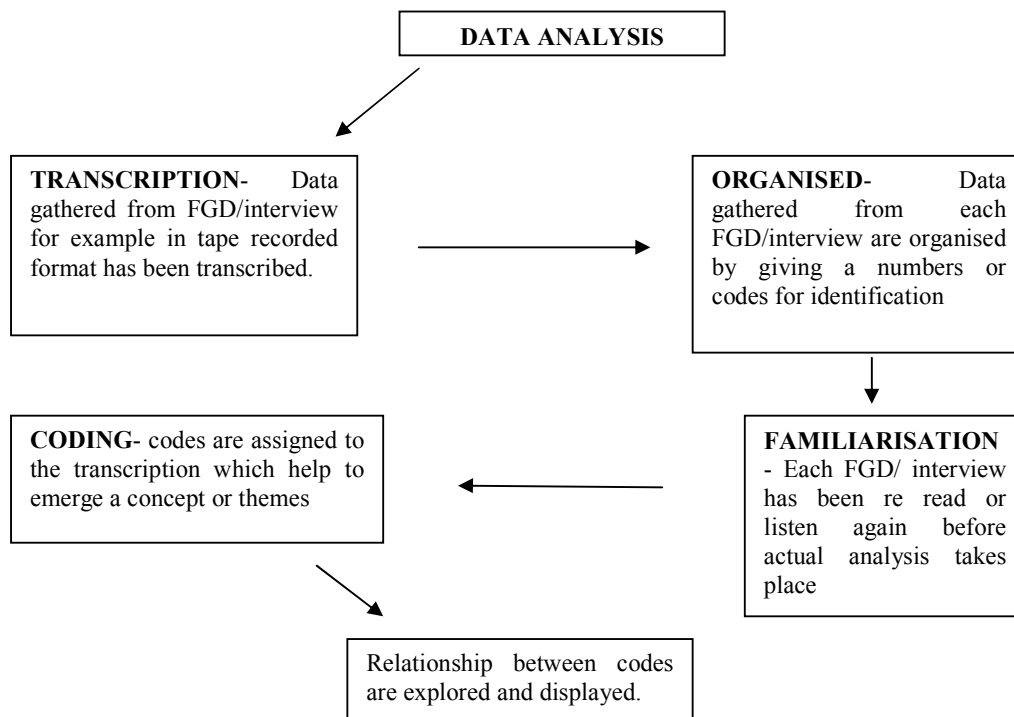 DATA ANALYSIS
TRANSCRIPTION- Data
gathered from FGD/interview
for example in tape recorded
format has been transcribed.
ORGANISED- Data
gathered from each
FGD/interview are organised
by giving a numbers or
codes for identification
FAMILIARISATION
- Each FGD/ interview
has been re read or
listen again before
actual analysis takes
place
CODING- codes are assigned to
the transcription which help to
emerge a concept or themes
Relationship between codes
are explored and displayed.